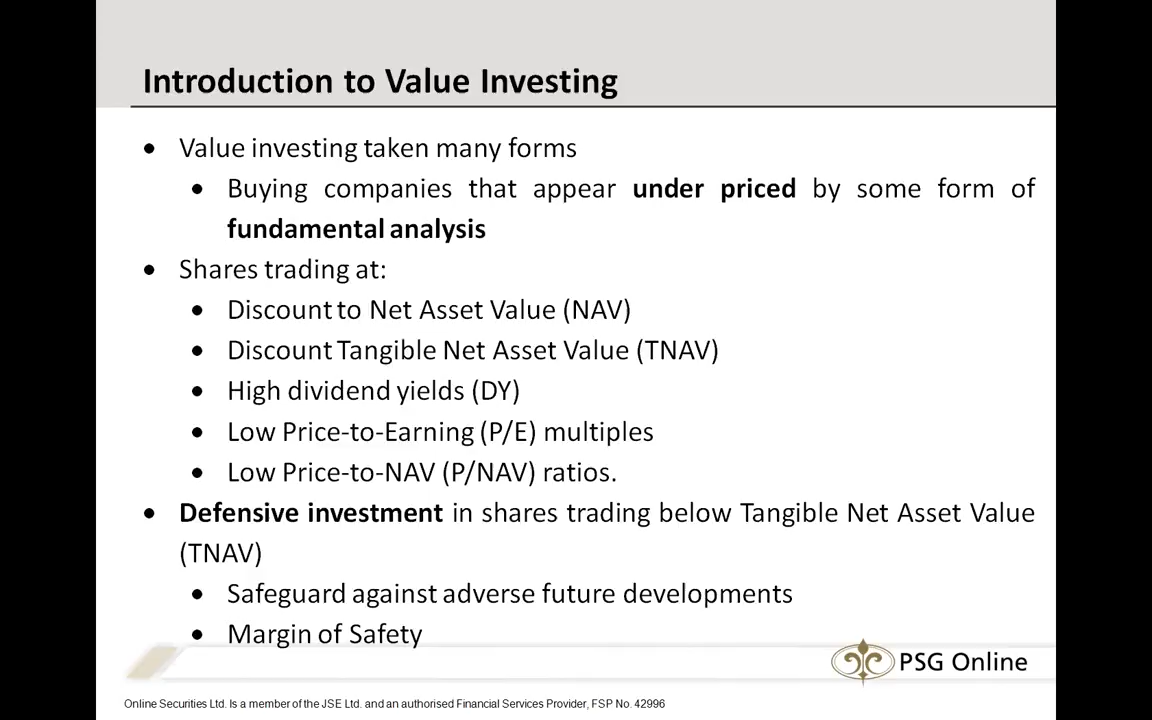 Introduction to Value Investing
• Value investing taken many forms
• Buying companies that appear under priced by some form of
fundamental analysis
• Shares trading at:
• Discount to Net Asset Value (NAV)
• Discount Tangible Net Asset Value (TNAV)
• High dividend yields (DY)
• Low Price-to-Earning (P/E) multiples
• Low Price-to-NAV (P/NAV) ratios.
• Defensive investment in shares trading below Tangible Net Asset Value
(TNAV)
• Safeguard against adverse future developments
• Margin of Safety
PSG Online
Online Securities Ltd. Is a member of the JSE Ltd. and an authorised Financial Services Provider, FSP No. 42996